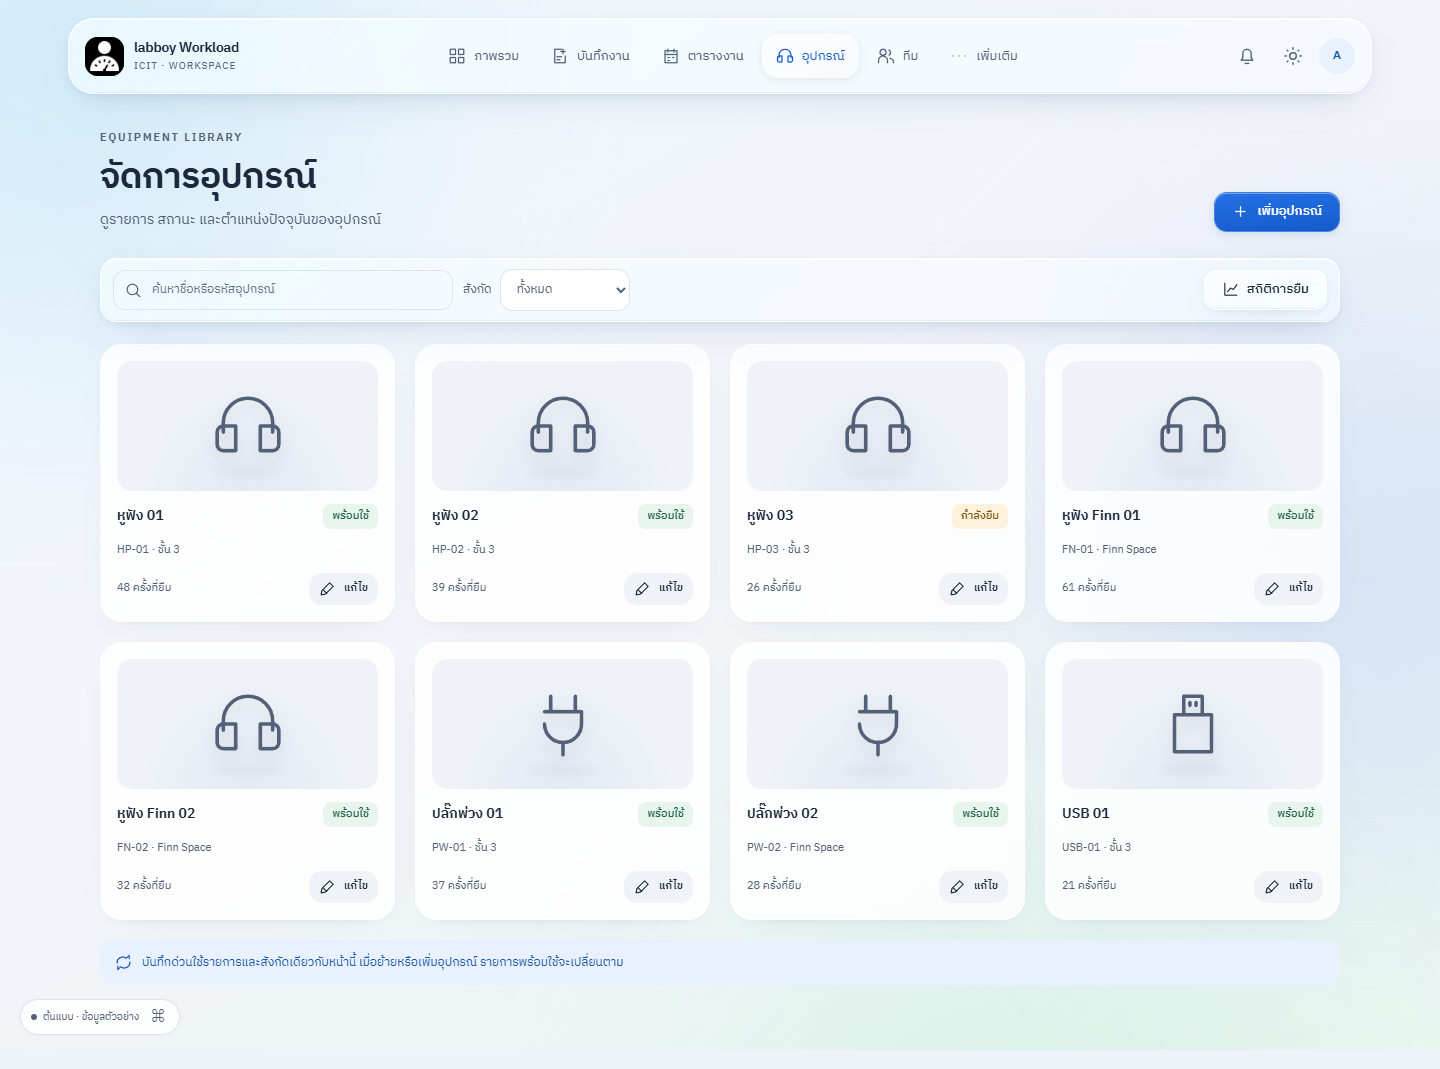 labboy Workload
ICIT · WORKSPACE
ภาพรวม
บันทึกงาน
ตารางงาน
อุปกรณ์
ทีม
เพิ่มเติม
A
EQUIPMENT LIBRARY
จัดการอุปกรณ์
ดูรายการ สถานะ และตำแหน่งปัจจุบันของอุปกรณ์
เพิ่มอุปกรณ์
ค้นหาชื่อหรือรหัสอุปกรณ์
สังกัด
ทั้งหมด
สถิติการยืม
หูฟัง 01
พร้อมใช้
HP-01 · ชั้น 3
48 ครั้งที่ยืม
แก้ไข
หูฟัง 02
พร้อมใช้
HP-02 · ชั้น 3
39 ครั้งที่ยืม
แก้ไข
หูฟัง 03
กำลังยืม
HP-03 · ชั้น 3
26 ครั้งที่ยืม
แก้ไข
หูฟัง Finn 01
พร้อมใช้
FN-01 · Finn Space
61 ครั้งที่ยืม
แก้ไข
หูฟัง Finn 02
พร้อมใช้
FN-02 · Finn Space
32 ครั้งที่ยืม
แก้ไข
ปลั๊กพ่วง 01
พร้อมใช้
PW-01 · ชั้น 3
37 ครั้งที่ยืม
แก้ไข
ปลั๊กพ่วง 02
พร้อมใช้
PW-02 · Finn Space
28 ครั้งที่ยืม
แก้ไข
USB 01
พร้อมใช้
USB-01 · ชั้น 3
21 ครั้งที่ยืม
แก้ไข
บันทึกด่วนใช้รายการและสังกัดเดียวกับหน้านี้ เมื่อย้ายหรือเพิ่มอุปกรณ์ รายการพร้อมใช้จะเปลี่ยนตาม
ต้นแบบ · ข้อมูลตัวอย่าง ⌘